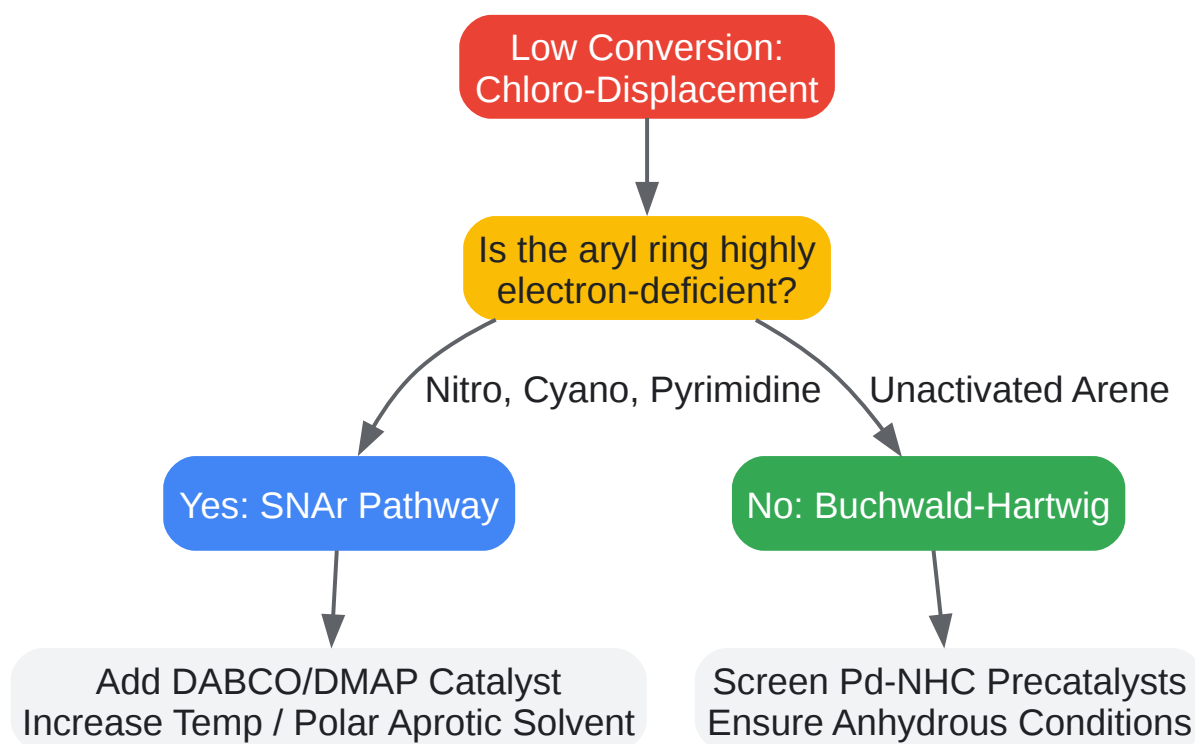 Low Conversion:
Chloro-Displacement
Is the aryl ring highly
electron-deficient?
Nitro, Cyano, Pyrimidine
Unactivated Arene
Yes: SNAr Pathway
No: Buchwald-Hartwig
Add DABCO/DMAP Catalyst
Increase Temp / Polar Aprotic Solvent
Screen Pd-NHC Precatalysts
Ensure Anhydrous Conditions